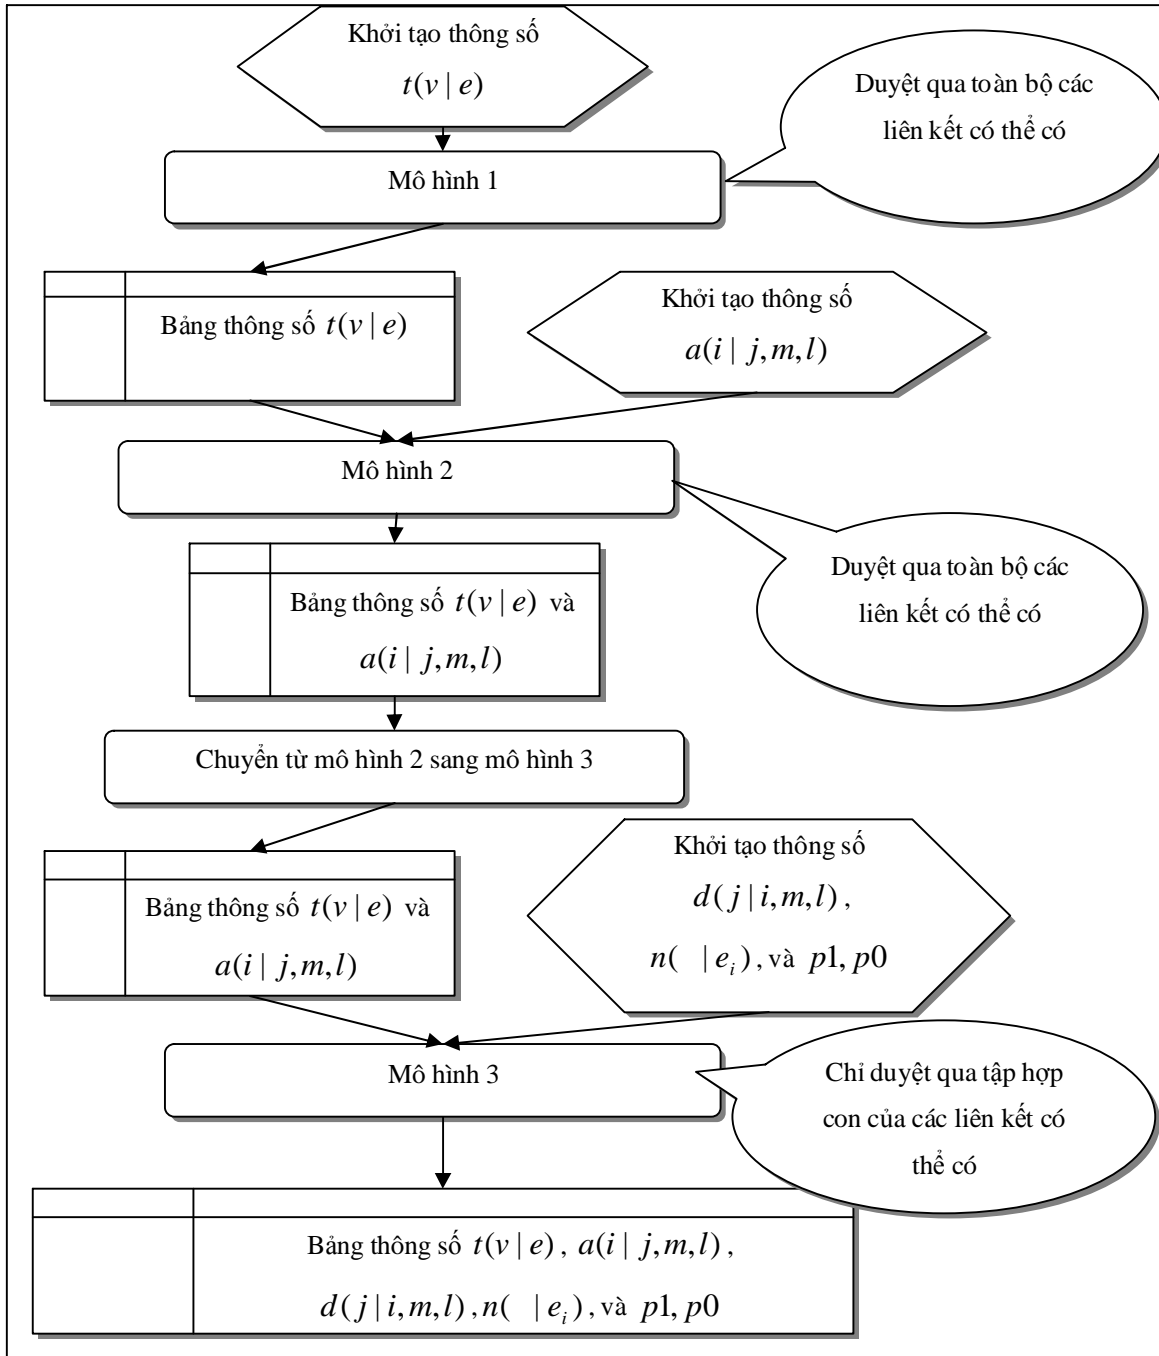 Khởi tạo thông số
t(v | e)
Duyệt qua toàn bộ các
liên kết có thể có
Mô hình 1
Bảng thông số t(v | e)
Khởi tạo thông số
a(i | j,m,l)
Mô hình 2
Duyệt qua toàn bộ các
liên kết có thể có
Bảng thông số t(v | e) và
a(i | j,m,l)
Chuyển từ mô hình 2 sang mô hình 3
Khởi tạo thông số
d(j | i,m,l) ,
n(   | e_i) , và p1, p0
Bảng thông số t(v | e) và
a(i | j,m,l)
Mô hình 3
Chỉ duyệt qua tập hợp
con của các liên kết có
thể có
Bảng thông số t(v | e) , a(i | j,m,l) ,
d(j | i,m,l) , n(   | e_i) , và p1, p0